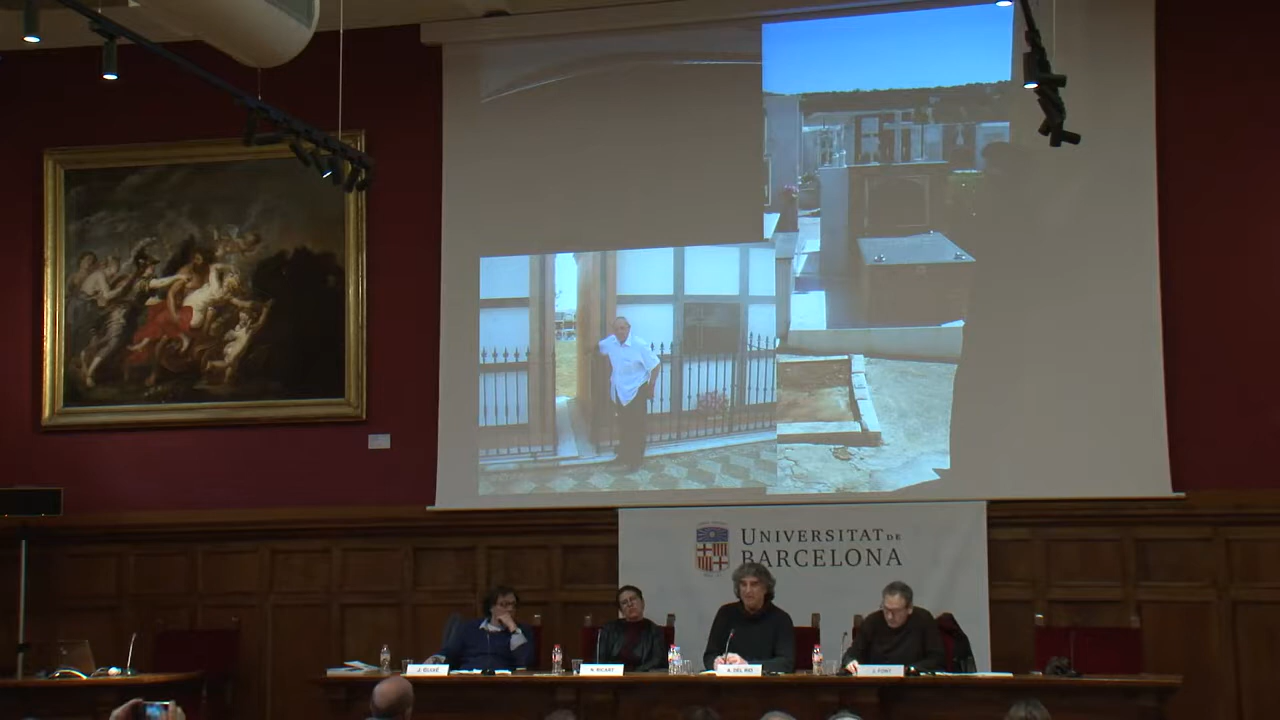 UNIVERSITAT DE
BARCELONA
N. RICART
A. DEL RIO
J. FONT